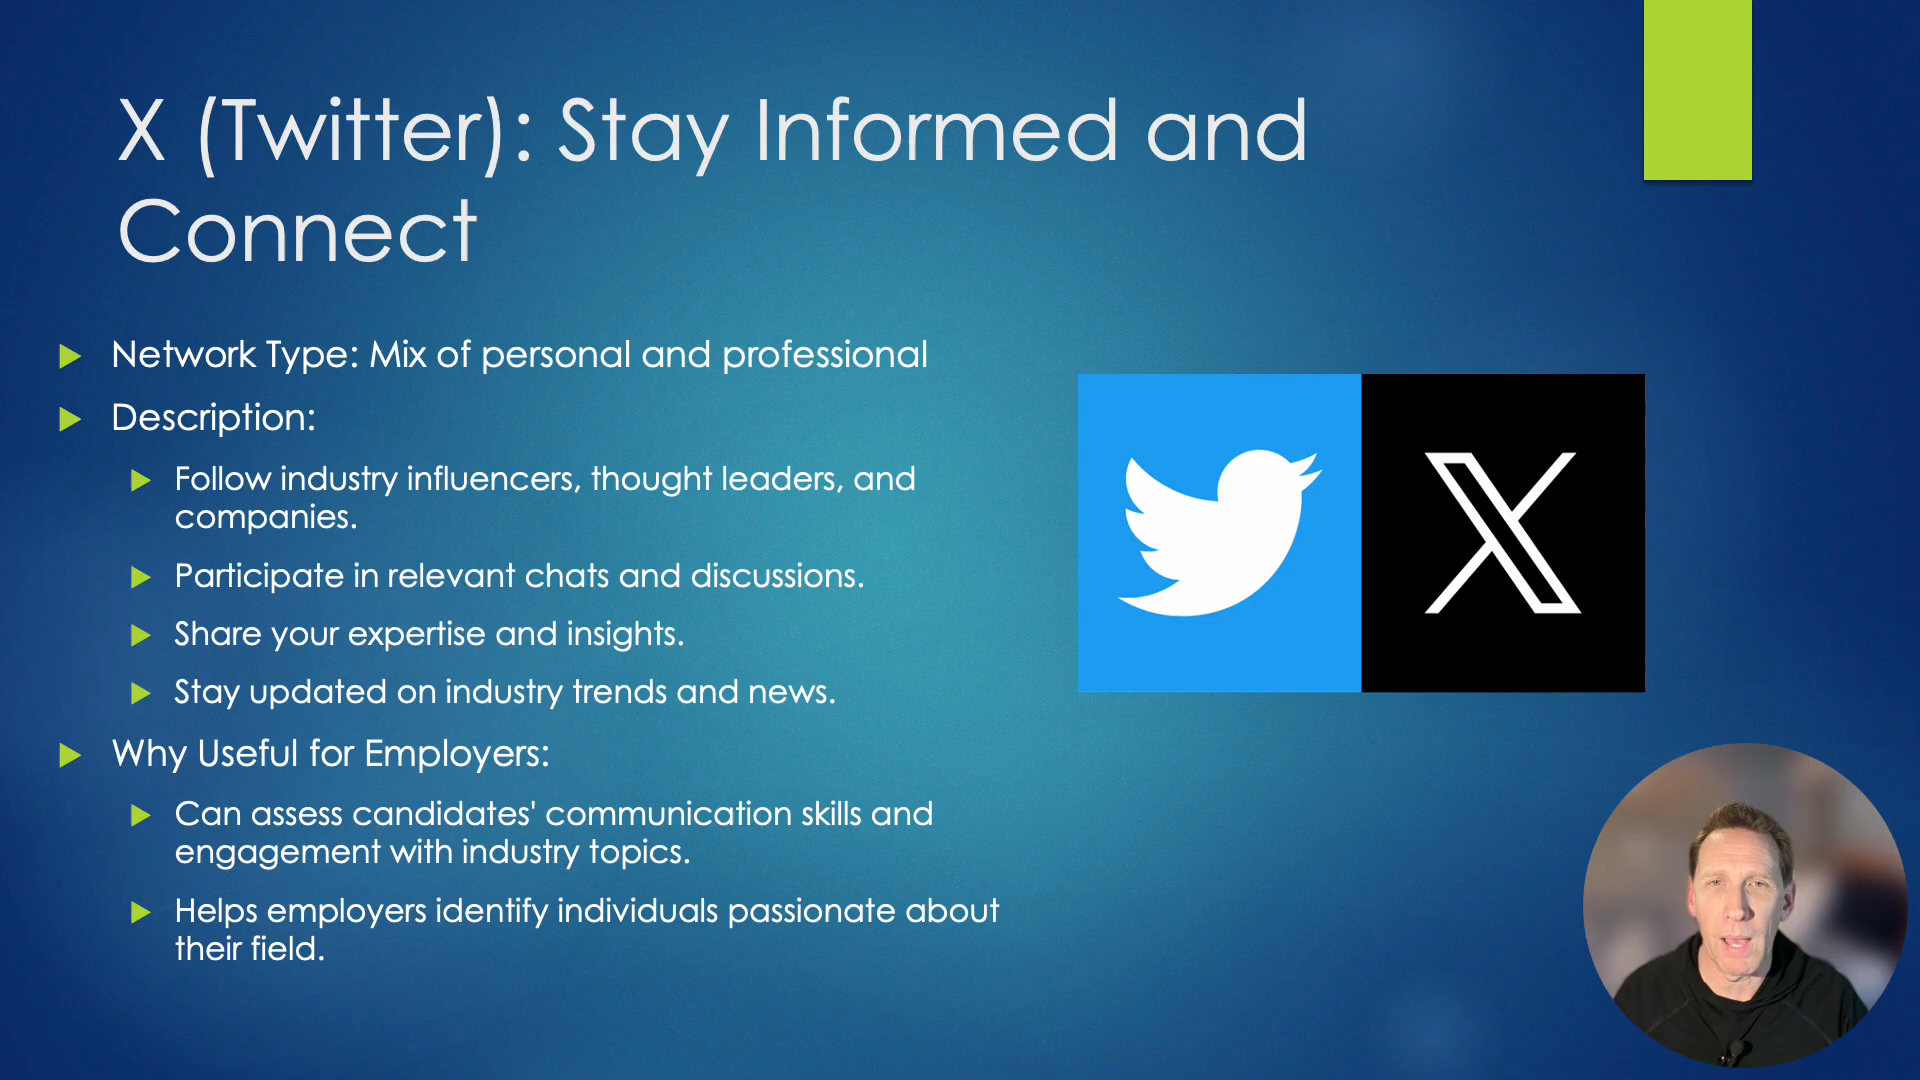 X (Twitter): Stay Informed and
Connect
Network Type: Mix of personal and professional
Description:
Follow industry influencers, thought leaders, and
companies.
Participate in relevant chats and discussions.
Share your expertise and insights.
Stay updated on industry trends and news.
Why Useful for Employers:
Can assess candidates' communication skills and
engagement with industry topics.
Helps employers identify individuals passionate about
their field.